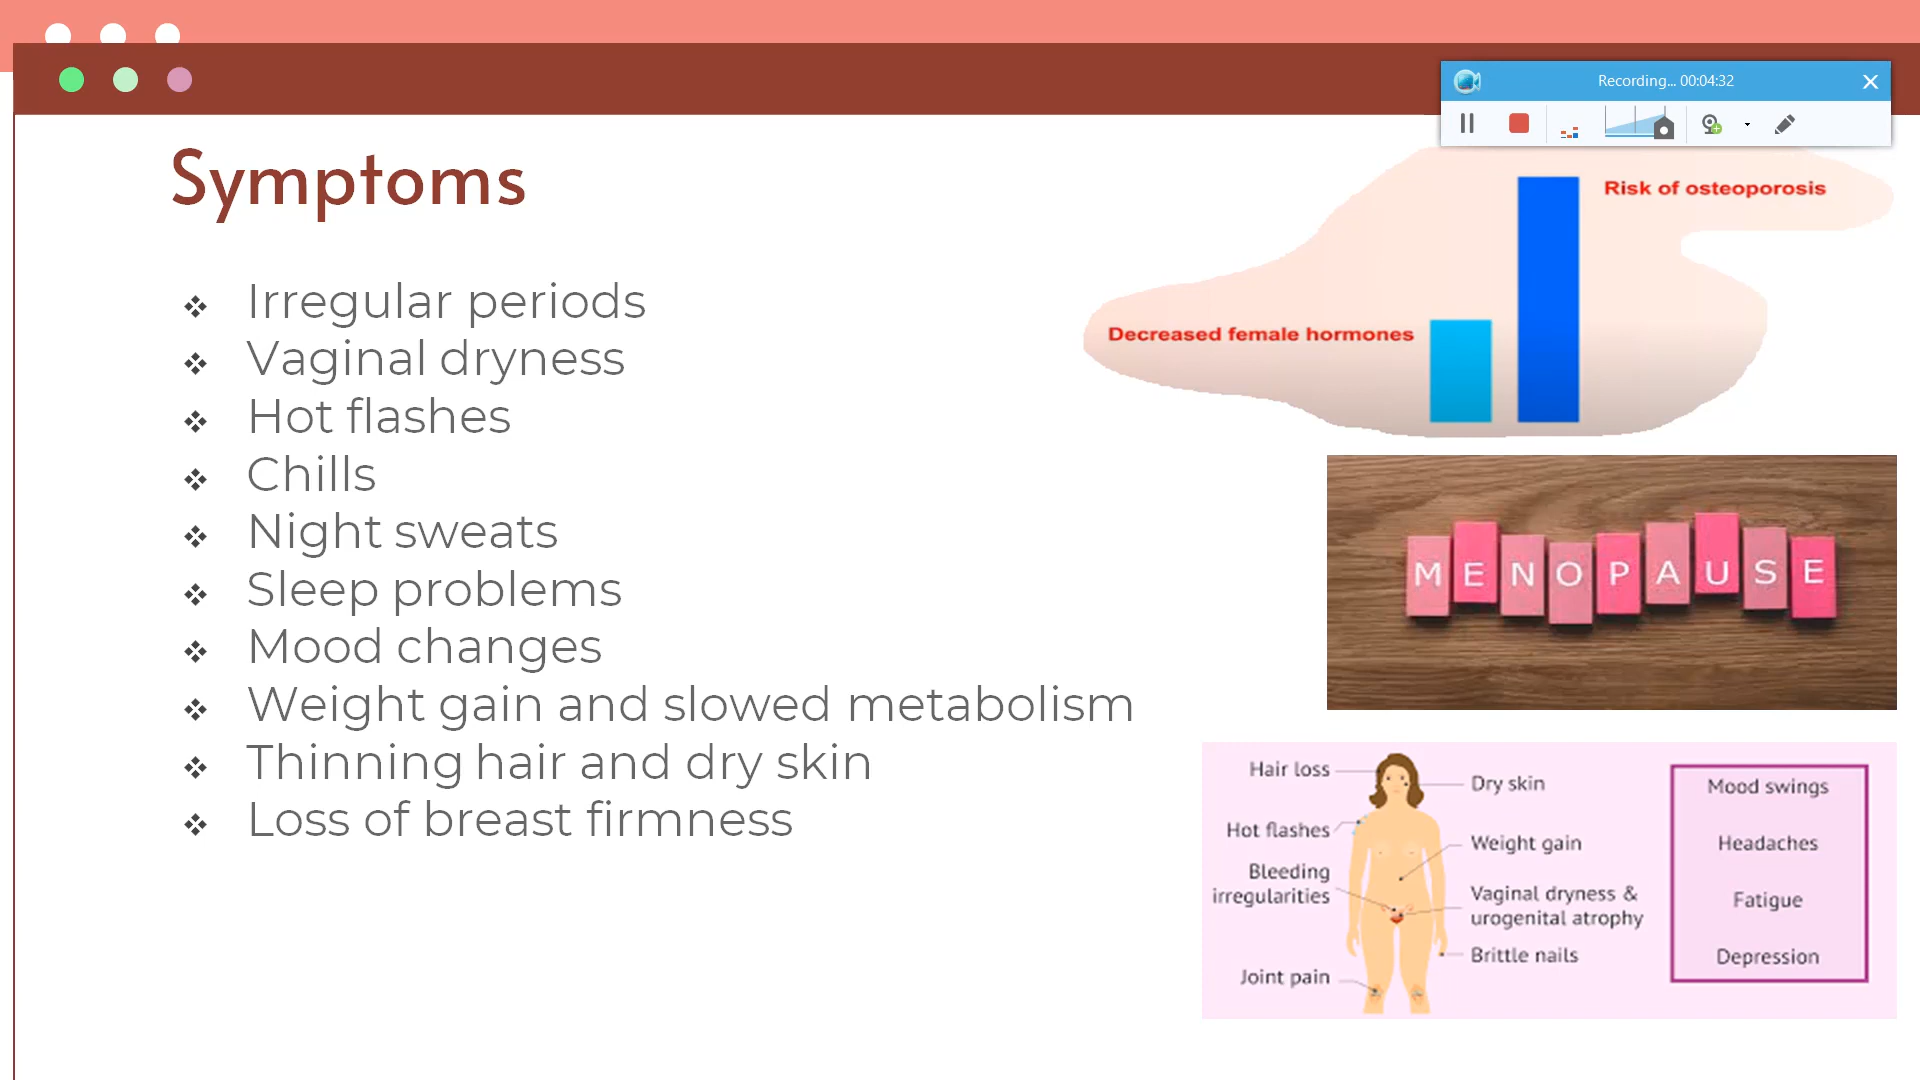 Recording... 00:04:32
Symptoms
Irregular periods
Vaginal dryness
Hot flashes
Chills
Night sweats
Sleep problems
Mood changes
Weight gain and slowed metabolism
Thinning hair and dry skin
Loss of breast firmness
Risk of osteoporosis
Decreased female hormones
MENOPAUSE
Hair loss
Dry skin
Hot flashes
Weight gain
Bleeding
irregularities
Vaginal dryness &
urogenital atrophy
Brittle nails
Joint pain
Mood swings
Headaches
Fatigue
Depression